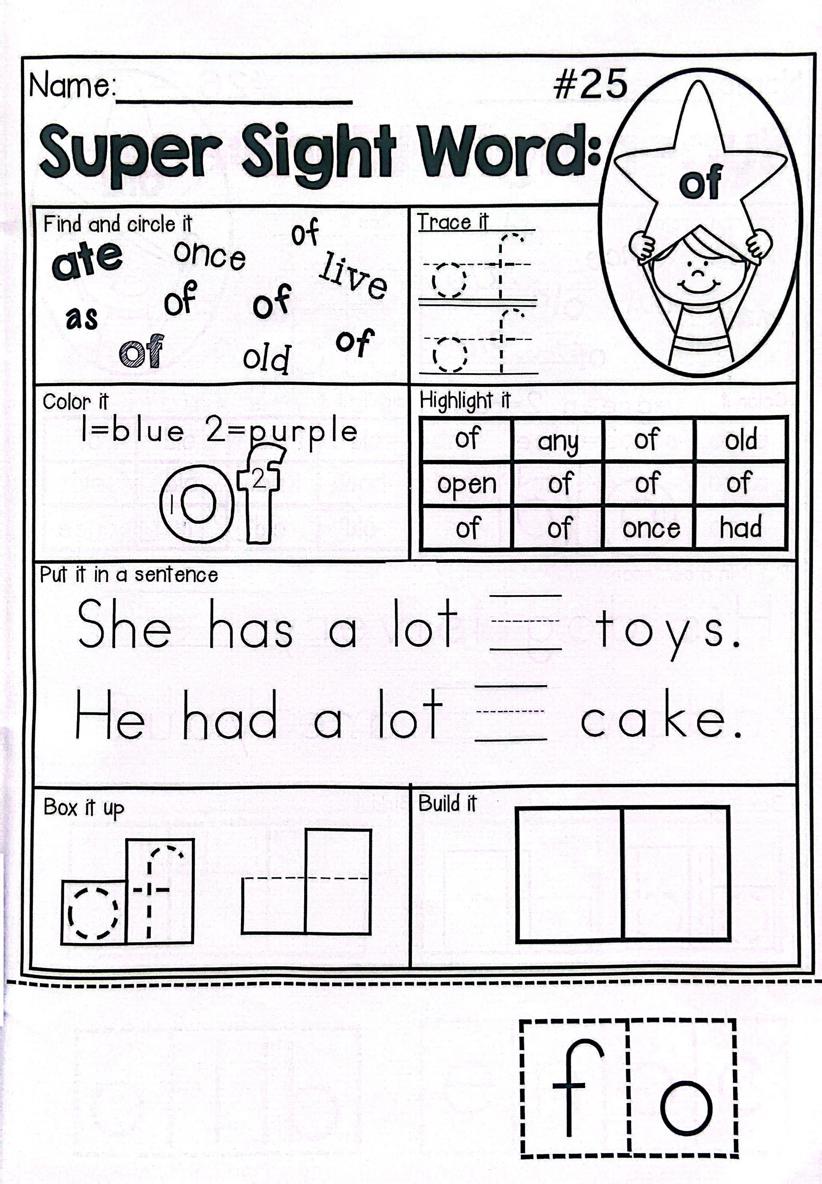 Name:
#25
Super Sight Word:
of
Find and circle it
ate once of live
as of of
of old of
Trace it
of
of
Color it
1=blue 2=purple
of
1 2
Highlight it
of any of old
open of of of
of of once had
Put it in a sentence
She has a lot toys.
He had a lot cake.
Box it up
of
Build it
f o